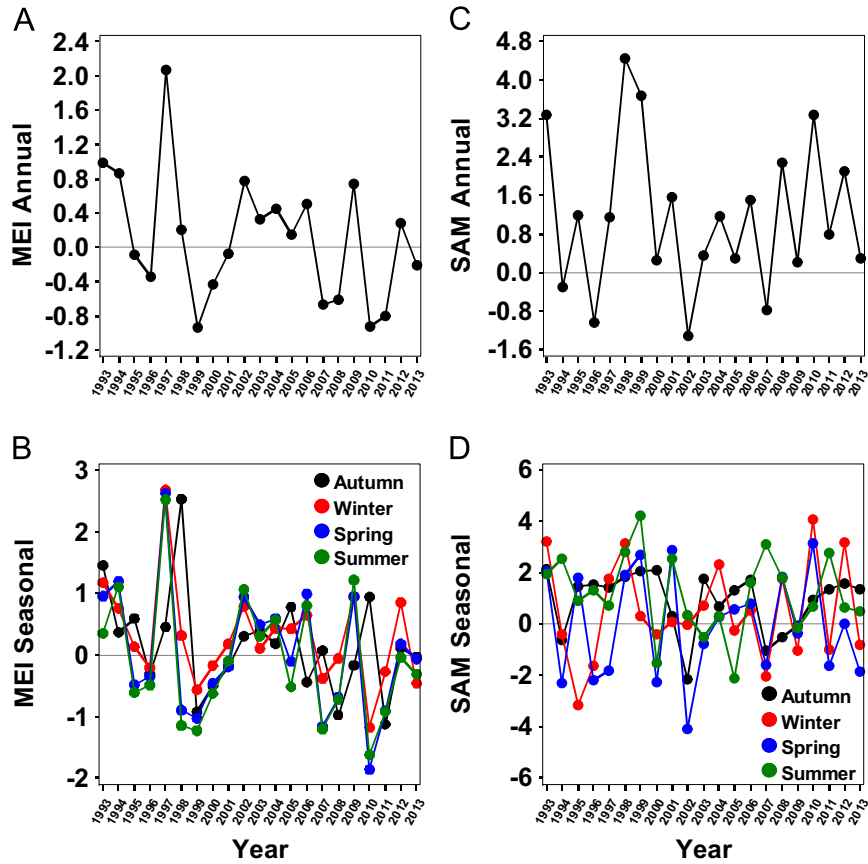 A
MEI Annual
2.4
2.0
1.6
1.2
0.8
0.4
0.0
-0.4
-0.8
-1.2
1993 1994 1995 1996 1997 1998 1999 2000 2001 2002 2003 2004 2005 2006 2007 2008 2009 2010 2011 2012 2013
C
SAM Annual
4.8
4.0
3.2
2.4
1.6
0.8
0.0
-0.8
-1.6
1993 1994 1995 1996 1997 1998 1999 2000 2001 2002 2003 2004 2005 2006 2007 2008 2009 2010 2011 2012 2013
B
MEI Seasonal
3
2
1
0
-1
-2
Autumn
Winter
Spring
Summer
1993 1994 1995 1996 1997 1998 1999 2000 2001 2002 2003 2004 2005 2006 2007 2008 2009 2010 2011 2012 2013
Year
D
SAM Seasonal
6
4
2
0
-2
-4
-6
Autumn
Winter
Spring
Summer
1993 1994 1995 1996 1997 1998 1999 2000 2001 2002 2003 2004 2005 2006 2007 2008 2009 2010 2011 2012 2013
Year